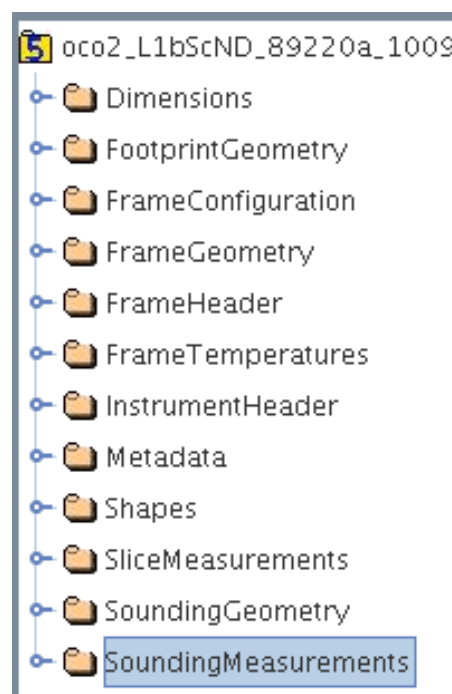 oco2_L1bScND_89220a_1009
Dimensions
FootprintGeometry
FrameConfiguration
FrameGeometry
FrameHeader
FrameTemperatures
InstrumentHeader
Metadata
Shapes
SliceMeasurements
SoundingGeometry
SoundingMeasurements